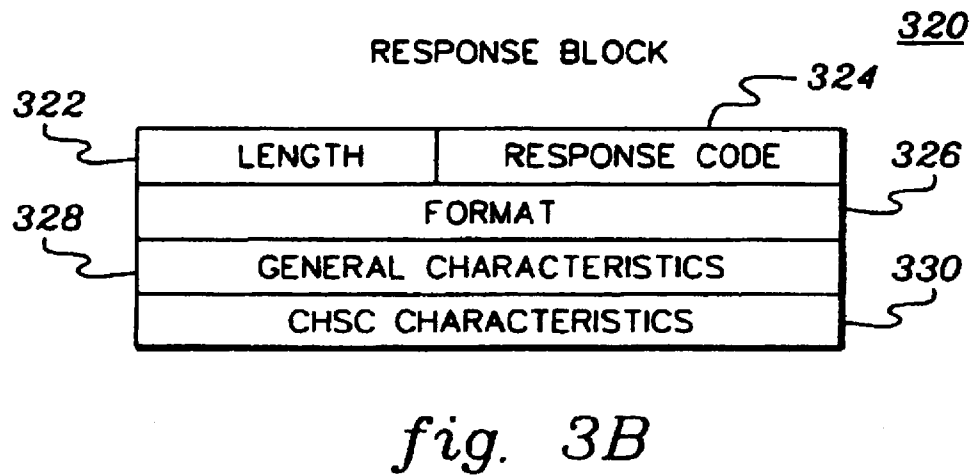 320
RESPONSE BLOCK
324
322
LENGTH RESPONSE CODE
326
FORMAT
328
GENERAL CHARACTERISTICS
330
CHSC CHARACTERISTICS
fig. 3B